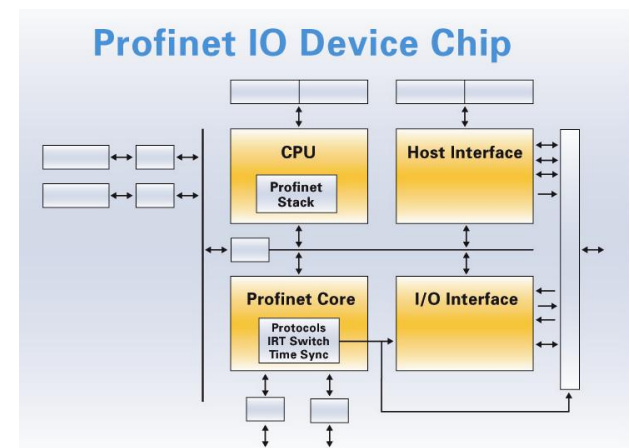 Profinet IO Device Chip
CPU
Host Interface
Profinet
Stack
Profinet Core
I/O Interface
Protocols
IRT Switch
Time Sync